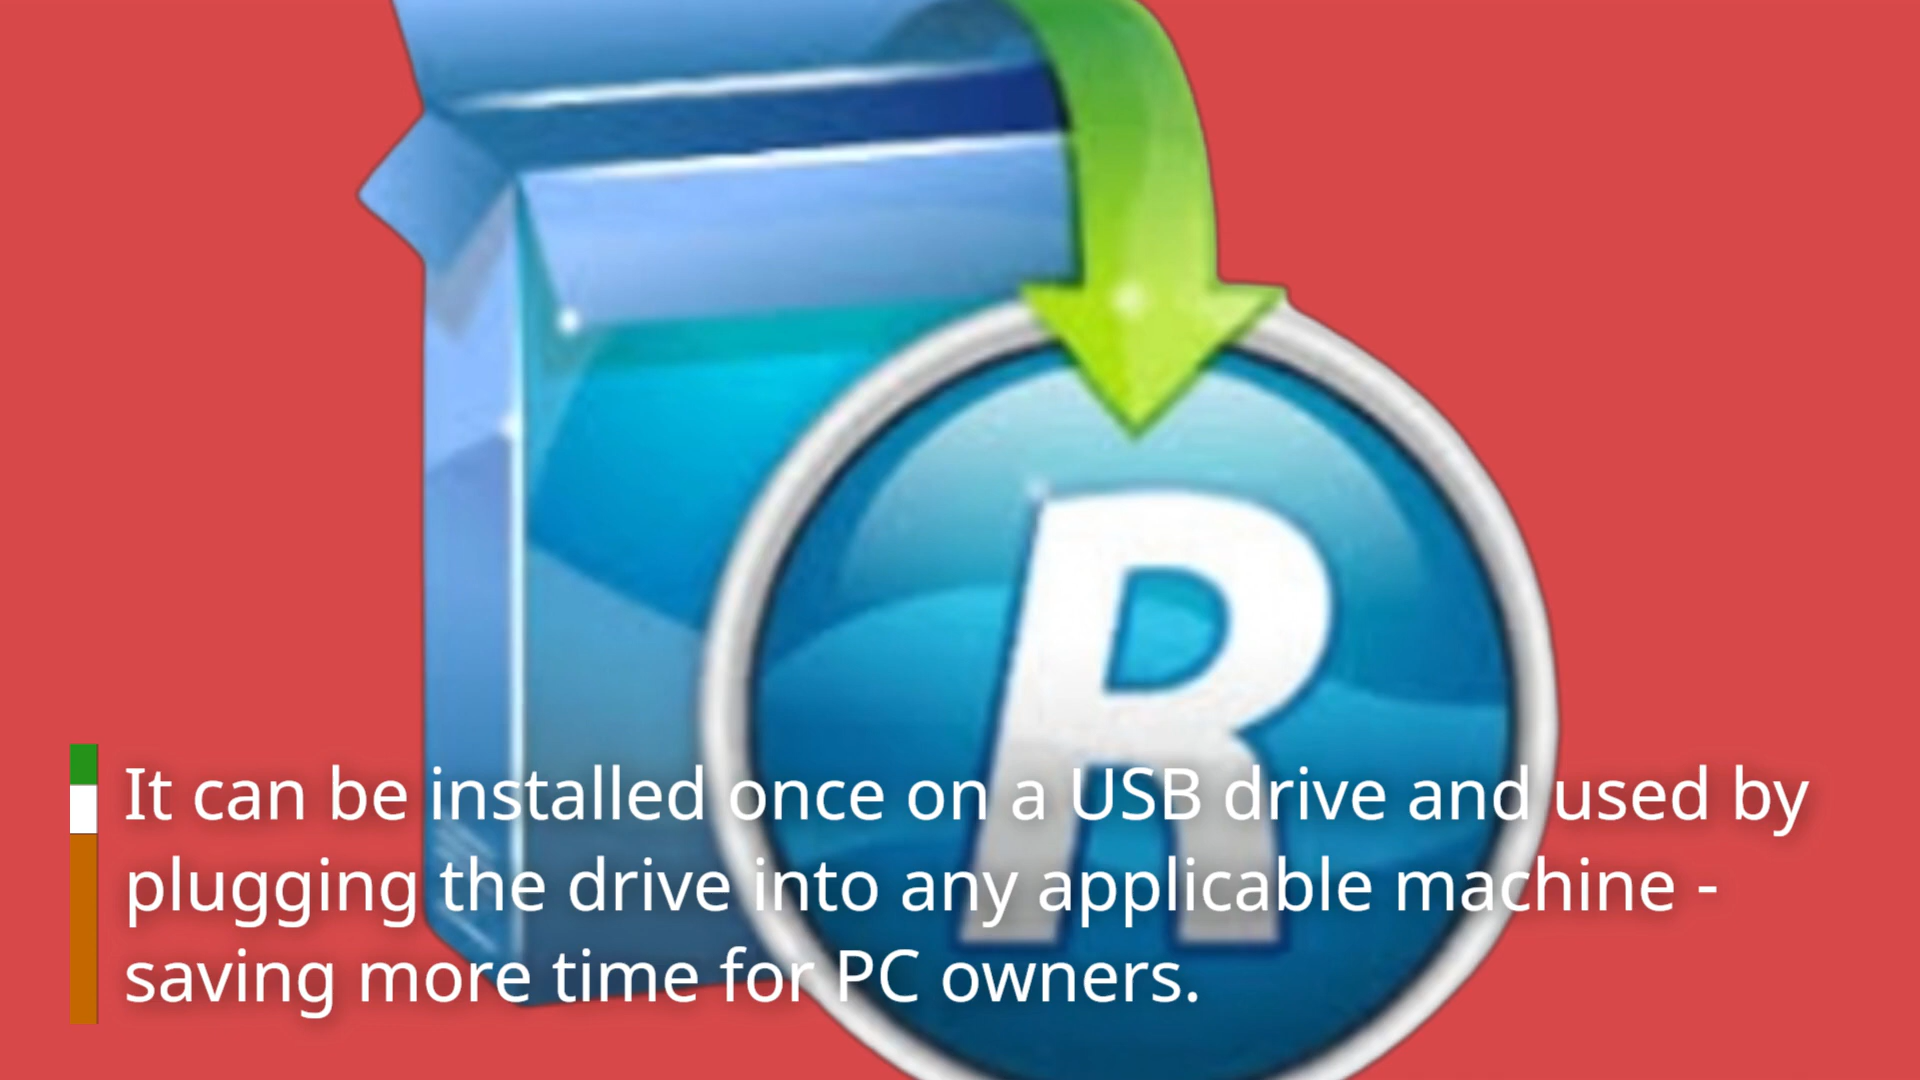 R
It can be installed once on a USB drive and used by
plugging the drive into any applicable machine -
saving more time for PC owners.